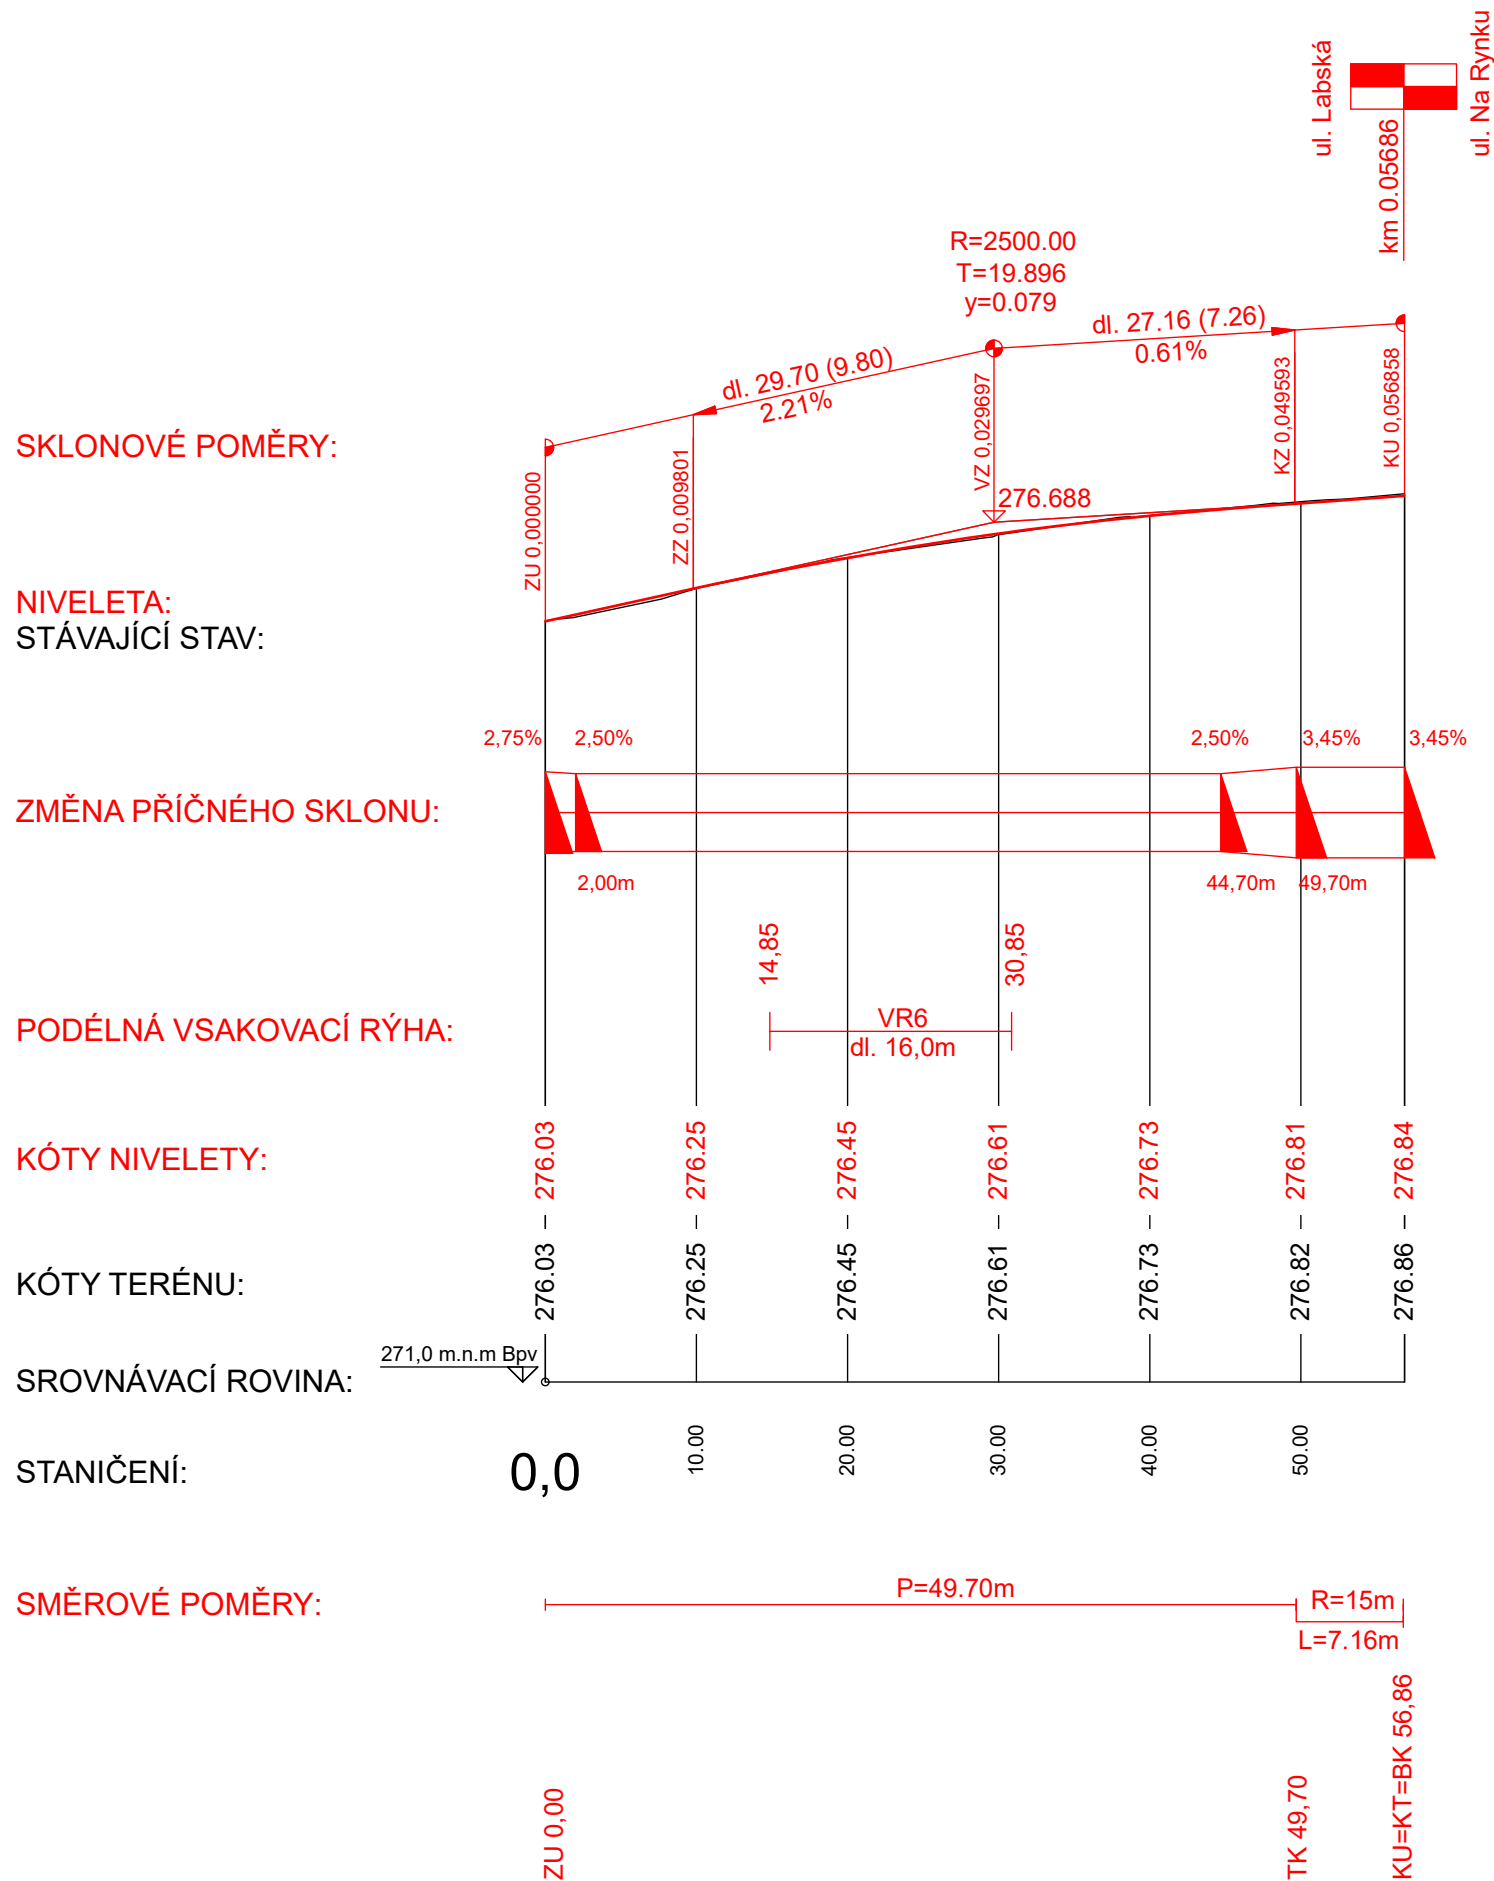 ul. Labská
ul. Na Rynku
km 0.05686
R=2500.00
T=19.896
y=0.079
dl. 29.70 (9.80)
2.21%
dl. 27.16 (7.26)
0.61%
SKLONOVÉ POMĚRY:
ZU 0,000000
ZZ 0,009801
VZ 0,029697
276.688
KZ 0,049593
KU 0,056858
NIVELETA:
STÁVAJÍCÍ STAV:
2,75%
2,50%
2,50%
3,45%
3,45%
ZMĚNA PŘÍČNÉHO SKLONU:
2,00m
44,70m
49,70m
14,85
30,85
PODÉLNÁ VSAKOVACÍ RÝHA:
VR6
dl. 16,0m
KÓTY NIVELETY:
276.03
276.25
276.45
276.61
276.73
276.81
276.84
KÓTY TERÉNU:
276.03
276.25
276.45
276.61
276.73
276.82
276.86
271,0 m.n.m Bpv
SROVNÁVACÍ ROVINA:
STANIČENÍ:
0,0
10.00
20.00
30.00
40.00
50.00
SMĚROVÉ POMĚRY:
P=49.70m
R=15m
L=7.16m
ZU 0,00
TK 49,70
KU=KT=BK 56,86